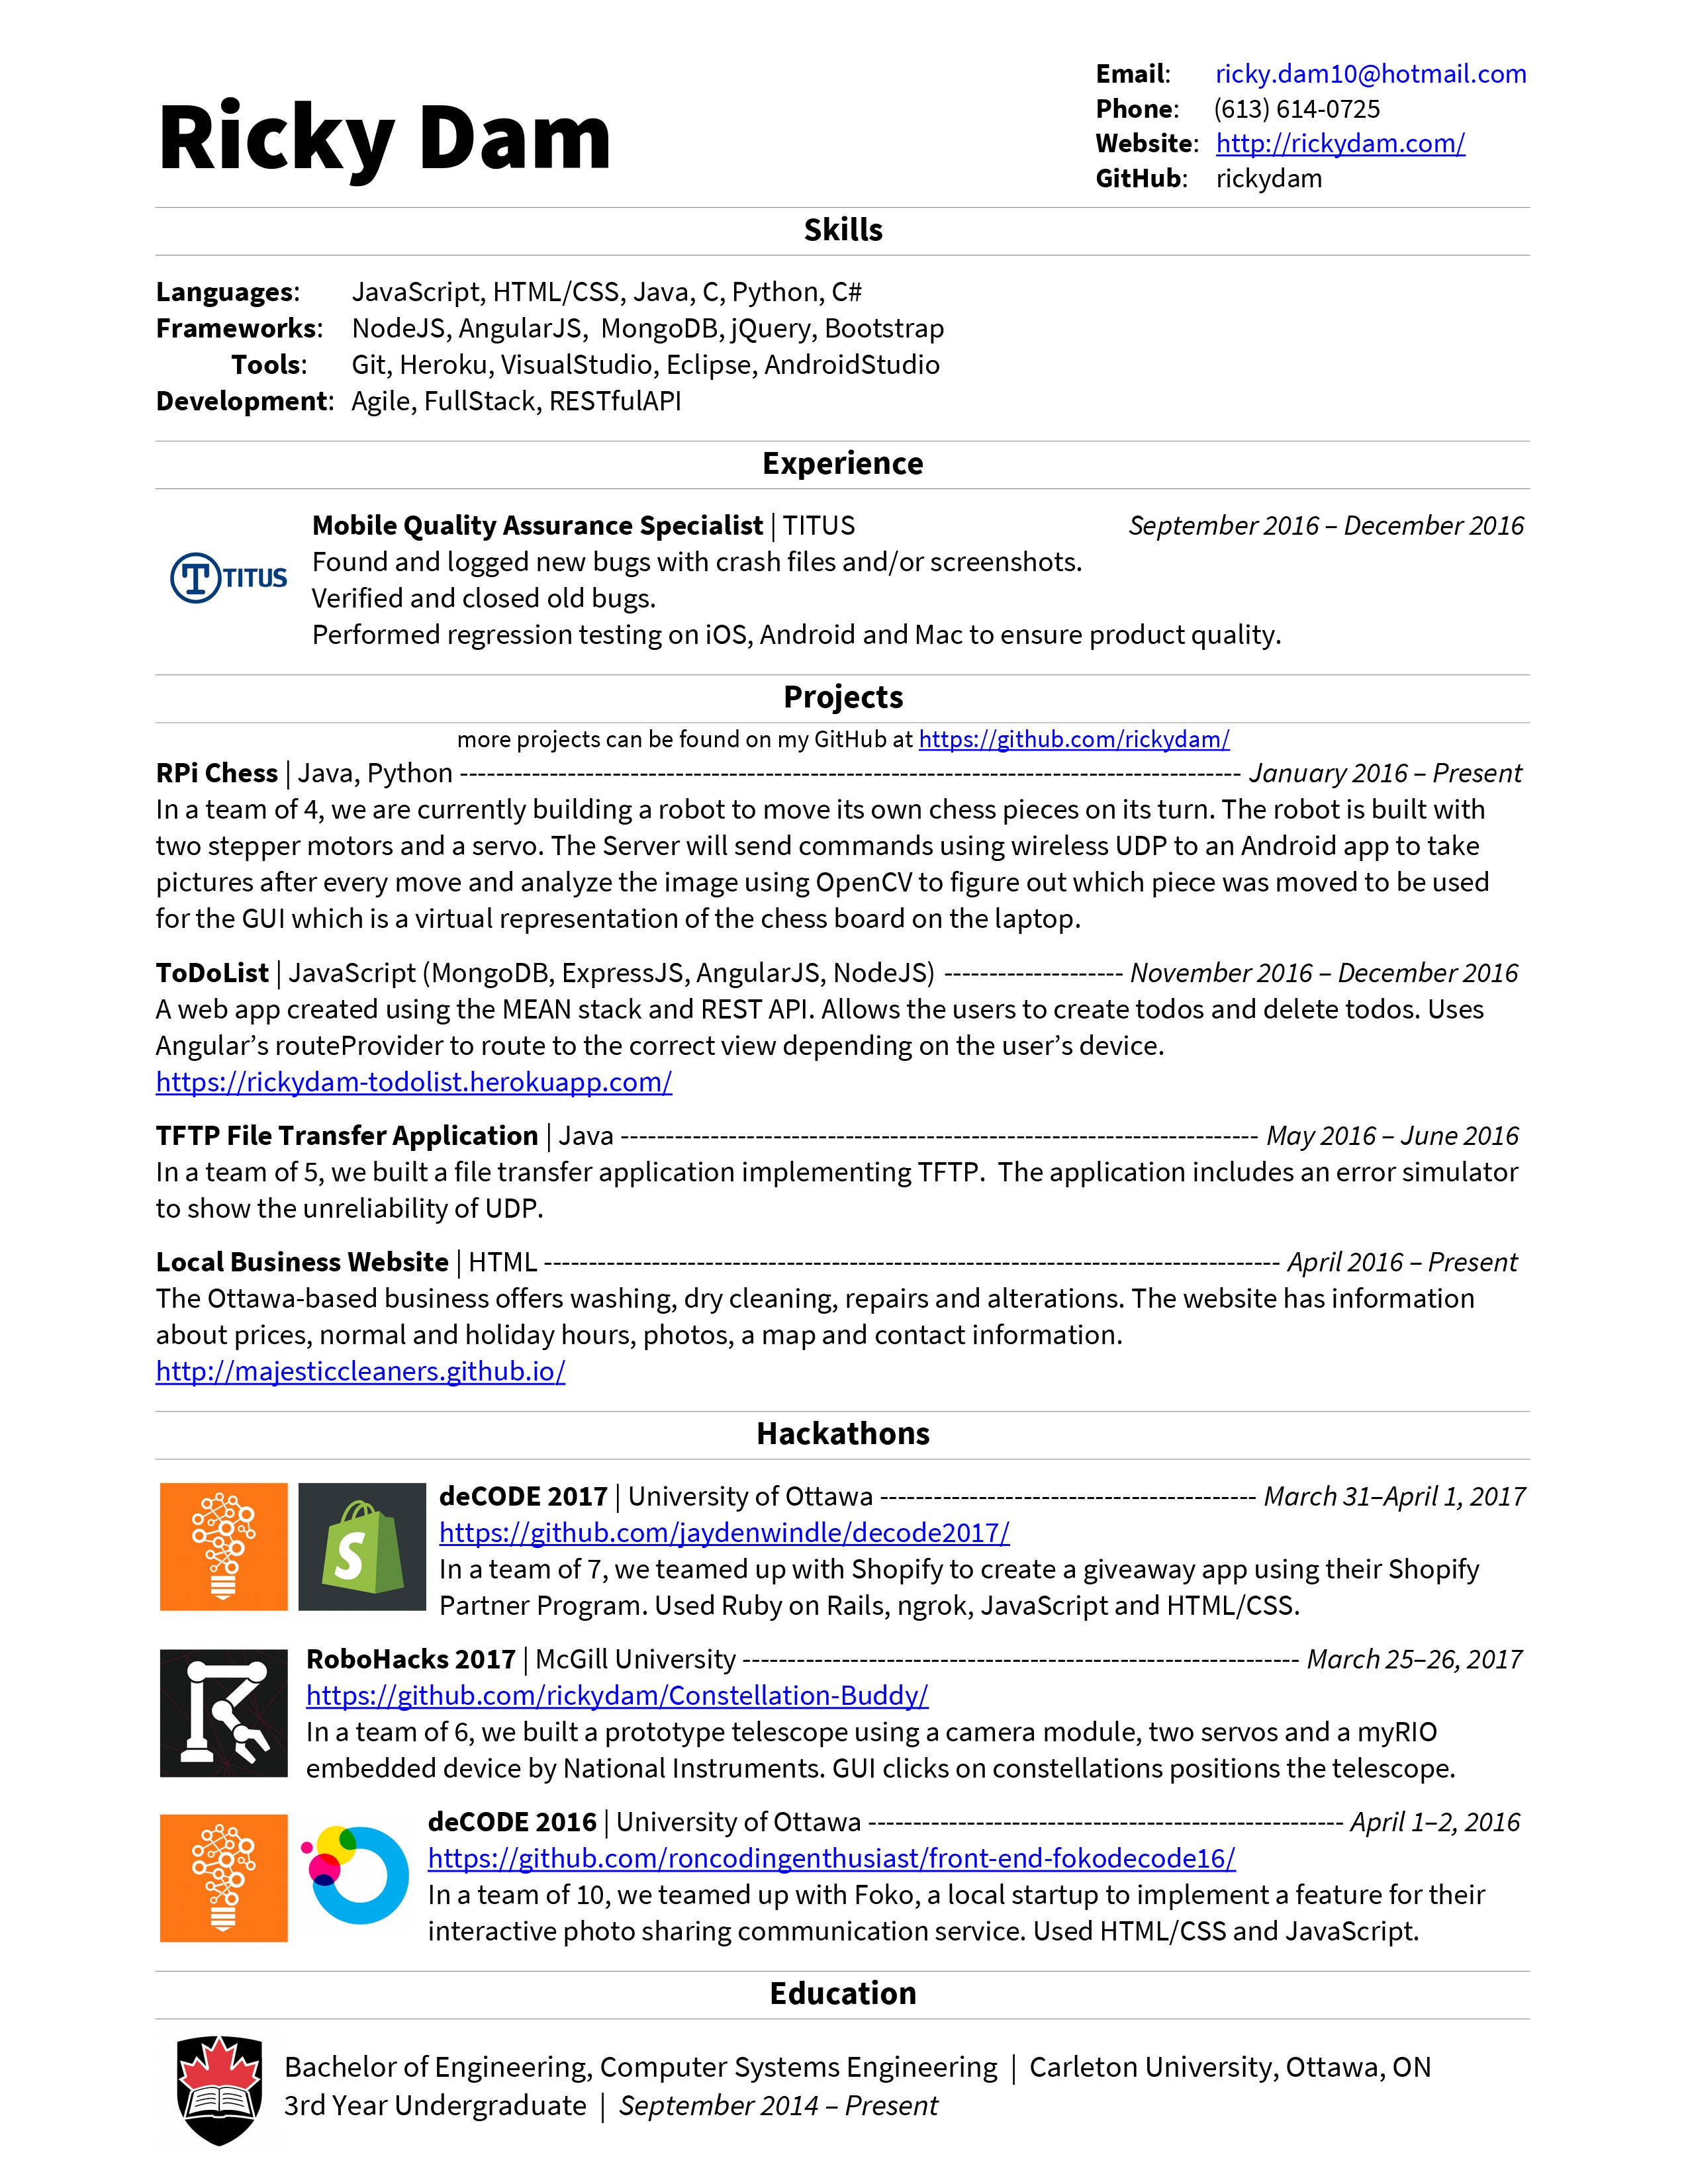 Ricky Dam
Email: ricky.dam10@hotmail.com
Phone: (613) 614-0725
Website: http://rickydam.com/
GitHub: rickydam
Skills
Languages: JavaScript, HTML/CSS, Java, C, Python, C#
Frameworks: NodeJS, AngularJS,  MongoDB, jQuery, Bootstrap
Tools: Git, Heroku, VisualStudio, Eclipse, AndroidStudio
Development: Agile, FullStack, RESTfulAPI
Experience
TITUS
Mobile Quality Assurance Specialist | TITUS September 2016 – December 2016
Found and logged new bugs with crash files and/or screenshots.
Verified and closed old bugs.
Performed regression testing on iOS, Android and Mac to ensure product quality.
Projects
more projects can be found on my GitHub at https://github.com/rickydam/
RPi Chess | Java, Python --------------------------------------------------------------------------------------- January 2016 – Present
In a team of 4, we are currently building a robot to move its own chess pieces on its turn. The robot is built with
two stepper motors and a servo. The Server will send commands using wireless UDP to an Android app to take
pictures after every move and analyze the image using OpenCV to figure out which piece was moved to be used
for the GUI which is a virtual representation of the chess board on the laptop.
ToDoList | JavaScript (MongoDB, ExpressJS, AngularJS, NodeJS) -------------------- November 2016 – December 2016
A web app created using the MEAN stack and REST API. Allows the users to create todos and delete todos. Uses
Angular’s routeProvider to route to the correct view depending on the user’s device.
https://rickydam-todolist.herokuapp.com/
TFTP File Transfer Application | Java ----------------------------------------------------------------------- May 2016 – June 2016
In a team of 5, we built a file transfer application implementing TFTP.  The application includes an error simulator
to show the unreliability of UDP.
Local Business Website | HTML ---------------------------------------------------------------------------------- April 2016 – Present
The Ottawa-based business offers washing, dry cleaning, repairs and alterations. The website has information
about prices, normal and holiday hours, photos, a map and contact information.
http://majesticcleaners.github.io/
Hackathons
deCODE 2017 | University of Ottawa ------------------------------------------ March 31–April 1, 2017
https://github.com/jaydenwindle/decode2017/
In a team of 7, we teamed up with Shopify to create a giveaway app using their Shopify
Partner Program. Used Ruby on Rails, ngrok, JavaScript and HTML/CSS.
RoboHacks 2017 | McGill University -------------------------------------------------------------- March 25–26, 2017
https://github.com/rickydam/Constellation-Buddy/
In a team of 6, we built a prototype telescope using a camera module, two servos and a myRIO
embedded device by National Instruments. GUI clicks on constellations positions the telescope.
deCODE 2016 | University of Ottawa ----------------------------------------------------- April 1–2, 2016
https://github.com/roncodingenthusiast/front-end-fokodecode16/
In a team of 10, we teamed up with Foko, a local startup to implement a feature for their
interactive photo sharing communication service. Used HTML/CSS and JavaScript.
Education
Bachelor of Engineering, Computer Systems Engineering | Carleton University, Ottawa, ON
3rd Year Undergraduate | September 2014 – Present